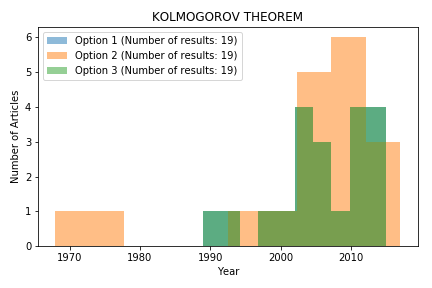 KOLMOGOROV THEOREM
Option 1 (Number of results: 19)
Option 2 (Number of results: 19)
Option 3 (Number of results: 19)
6
5
4
3
2
1
0
Number of Articles
1970 1980 1990 2000 2010
Year